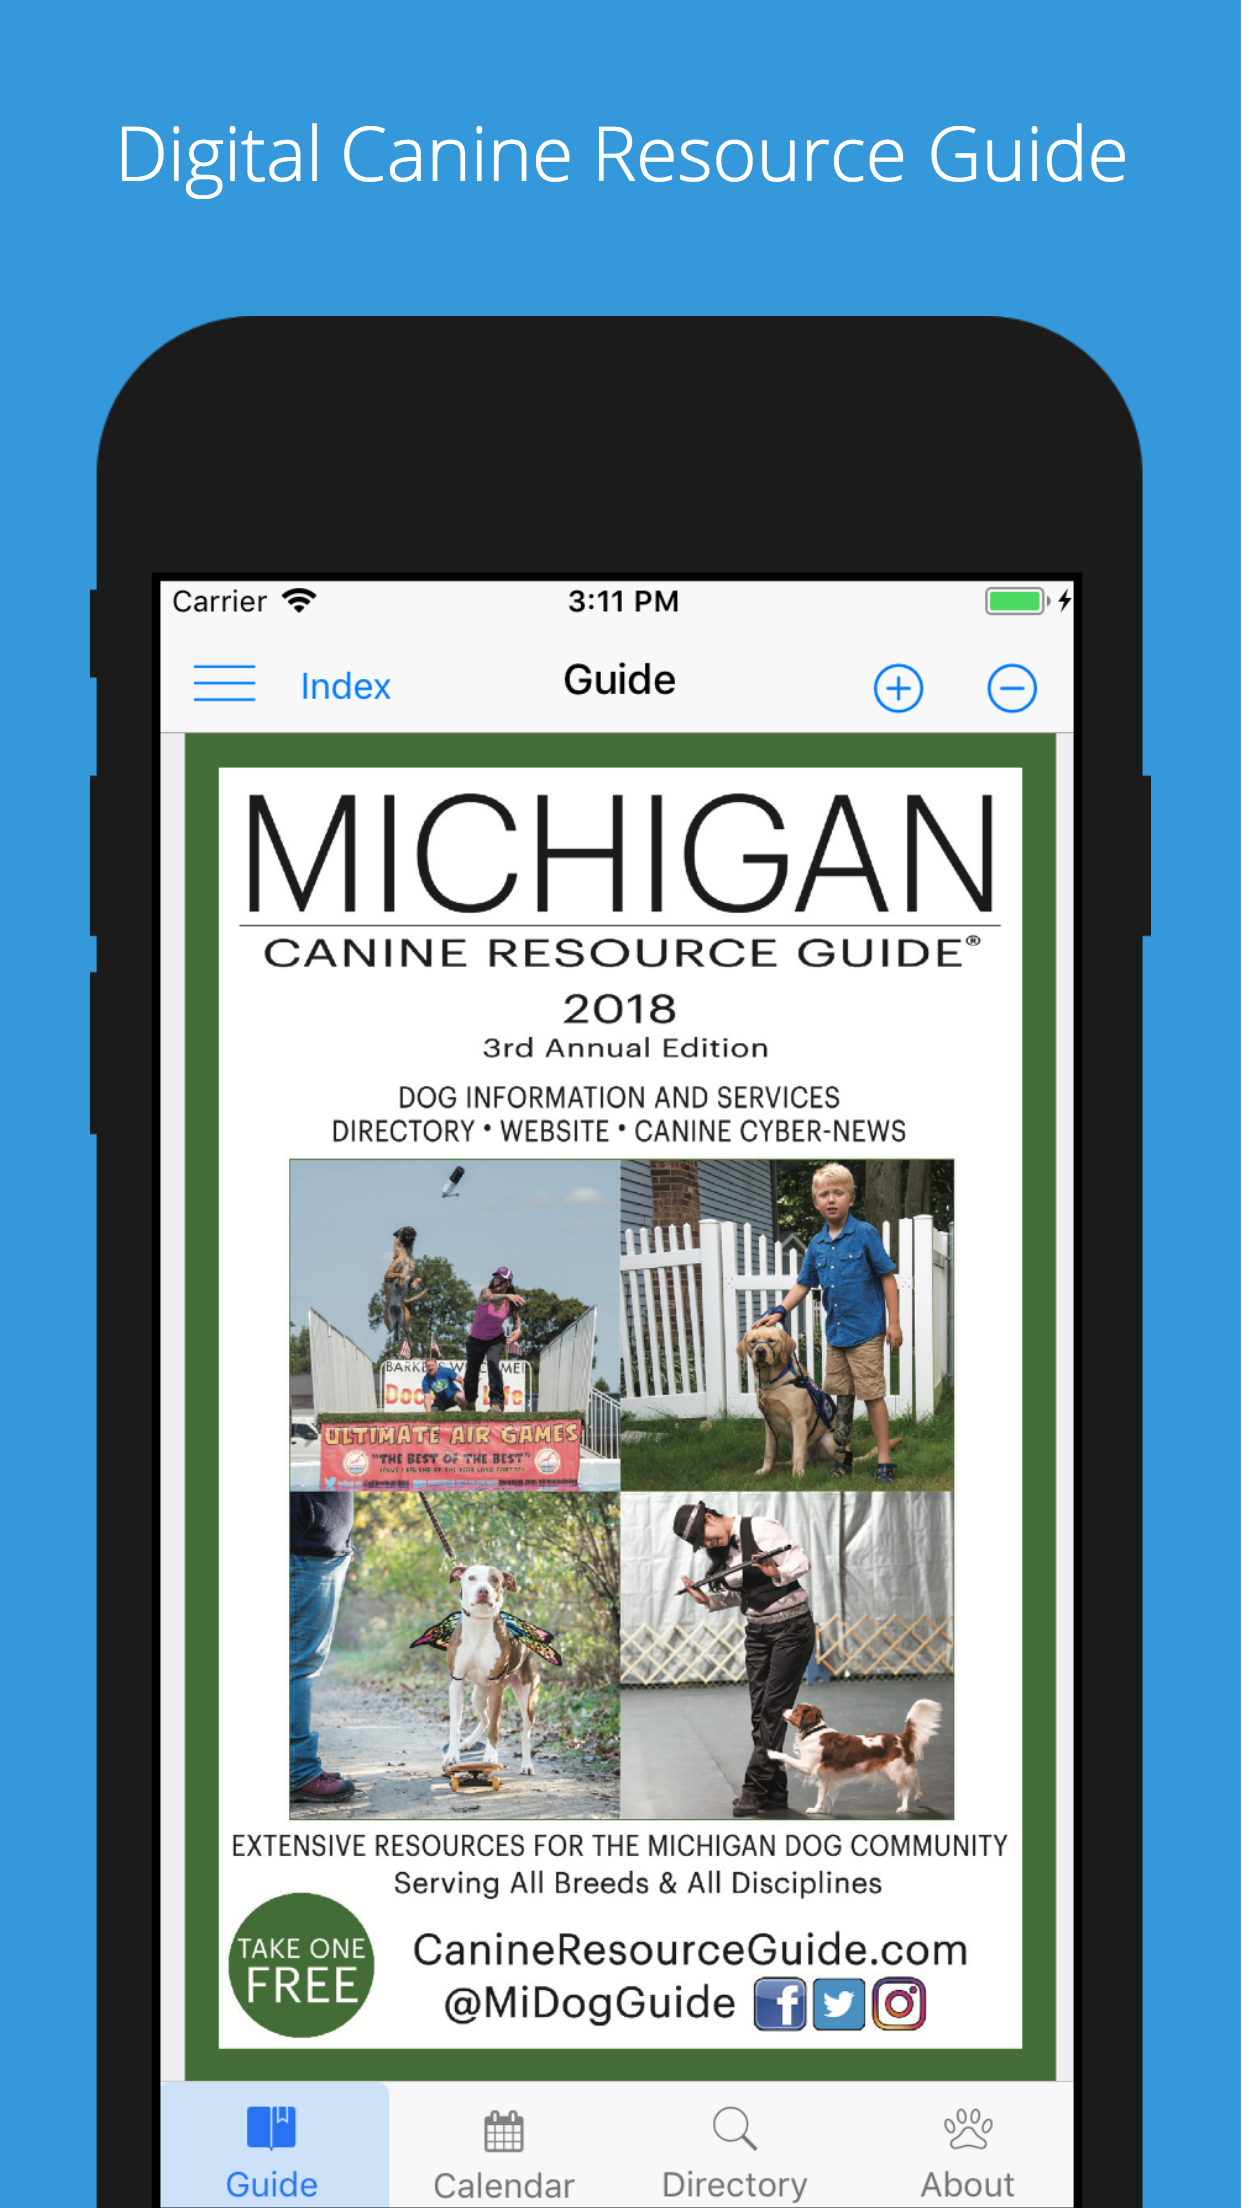 Digital Canine Resource Guide
Carrier
3:11 PM
Index
Guide
MICHIGAN
CANINE RESOURCE GUIDE®
2018
3rd Annual Edition
DOG INFORMATION AND SERVICES
DIRECTORY • WEBSITE • CANINE CYBER-NEWS
ULTIMATE AIR GAMES
"THE BEST OF THE BEST"
EXTENSIVE RESOURCES FOR THE MICHIGAN DOG COMMUNITY
Serving All Breeds & All Disciplines
TAKE ONE
FREE
CanineResourceGuide.com
@MiDogGuide
Guide
Calendar
Directory
About